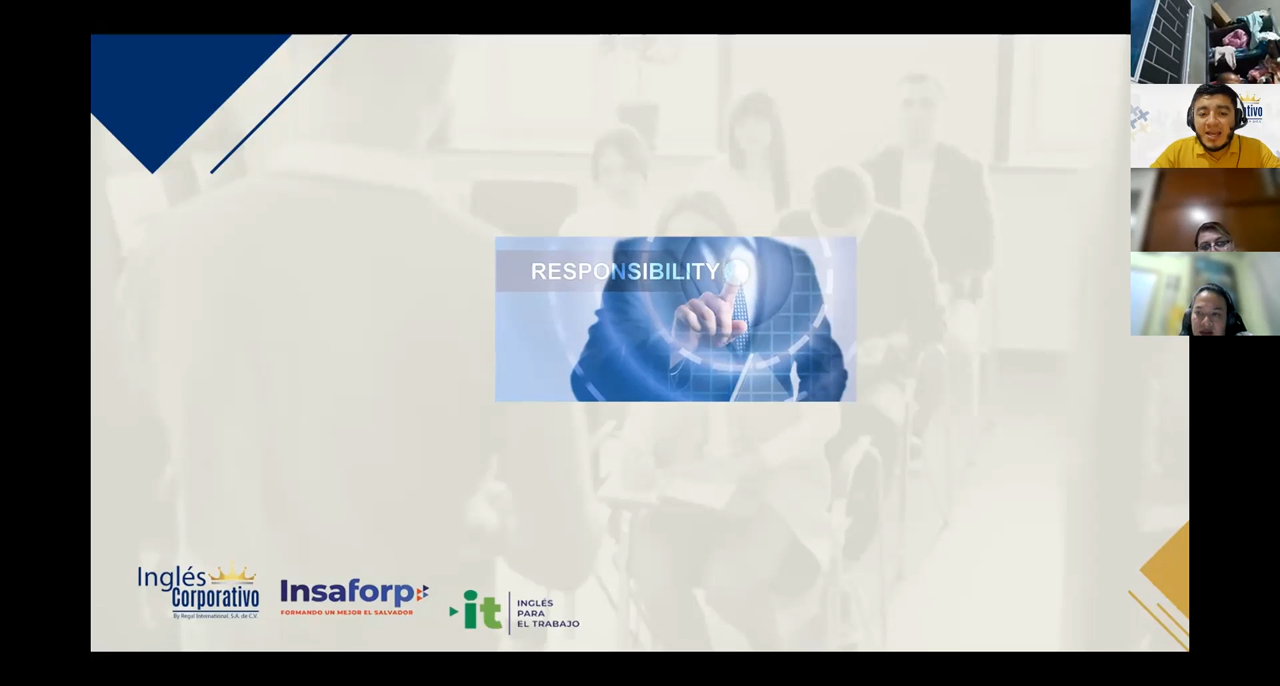 RESPONSIBILITY
Inglés
Corporativo
By Regal International, S.A. de C.V.
Insaforp
FORMANDO UN MEJOR EL SALVADOR
it
INGLÉS
PARA
EL TRABAJO